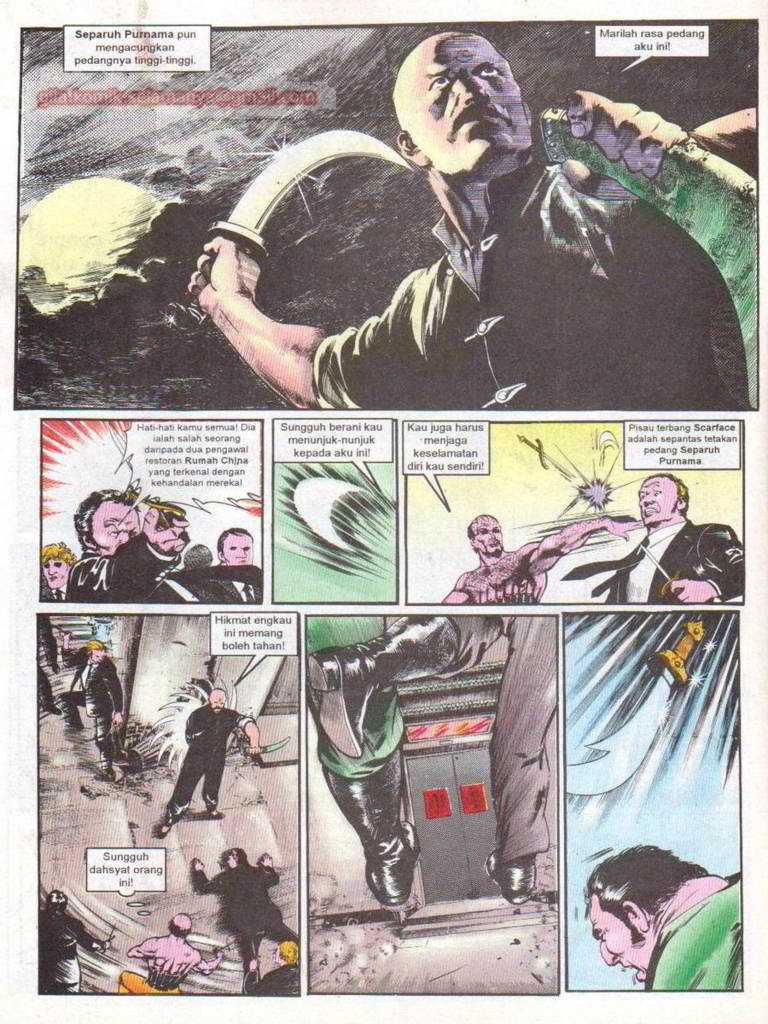 Separuh Purnama pun
mengacungkan
pedangnya tinggi-tinggi.
Marilah rasa pedang
aku ini!
Hati-hati kamu semua! Dia
ialah salah seorang
daripada dua pengawal
restoran Rumah China
yang terkenal dengan
kehandalan mereka!
Sungguh berani kau
menunjuk-nunjuk
kepada aku ini!
Kau juga harus
menjaga
keselamatan
diri kau sendiri!
Pisau terbang Scarface
adalah sepantas tetakan
pedang Separuh
Purnama.
Hikmat engkau
ini memang
boleh tahan!
Sungguh
dahsyat orang
ini!